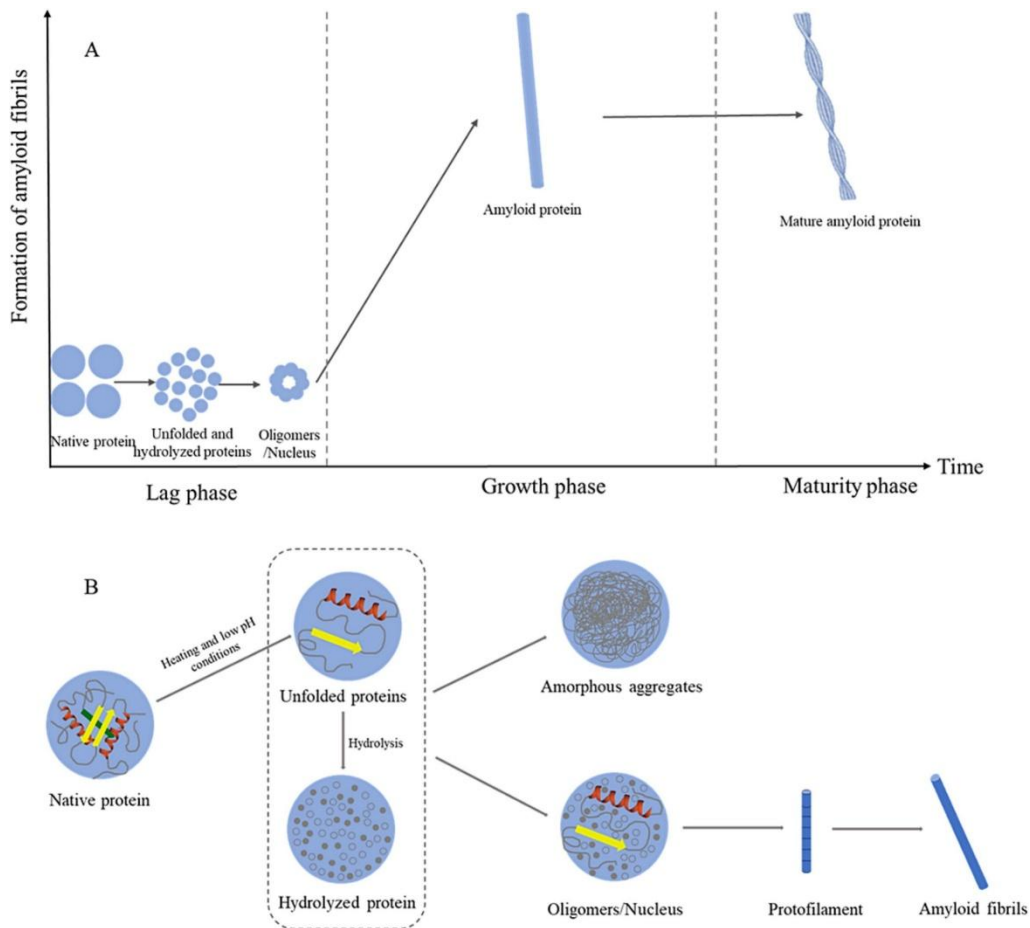 A
Formation of amyloid fibrils
Amyloid protein
Mature amyloid protein
Native protein
Unfolded and
hydrolyzed proteins
Oligomers
/Nucleus
Time
Lag phase
Growth phase
Maturity phase
B
Heating and low pH
conditions
Unfolded proteins
Amorphous aggregates
Hydrolysis
Native protein
Hydrolyzed protein
Oligomers/Nucleus
Protofilament
Amyloid fibrils